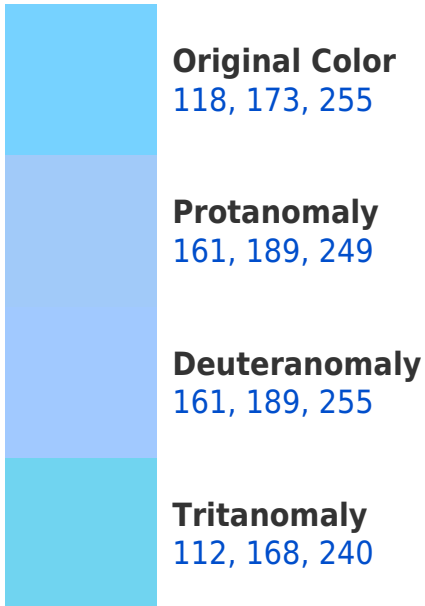 Original Color
118, 173, 255
Protanomaly
161, 189, 249
Deuteranomaly
161, 189, 255
Tritanomaly
112, 168, 240